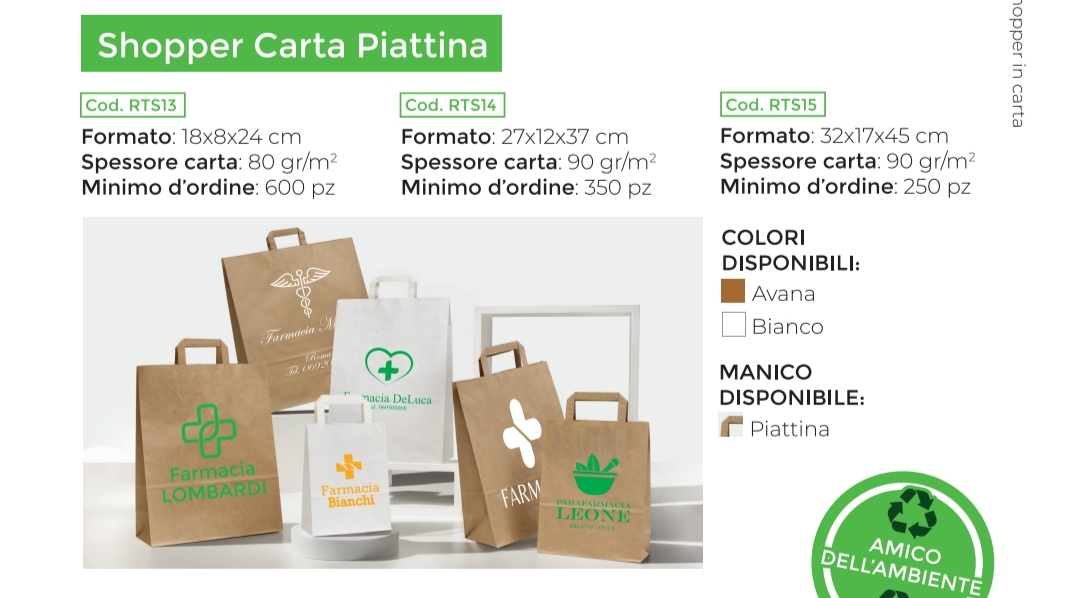 Shopper Carta Piattina
Cod. RTS13
Formato: 18x8x24 cm
Spessore carta: 80 gr/m²
Minimo d’ordine: 600 pz
Cod. RTS14
Formato: 27x12x37 cm
Spessore carta: 90 gr/m²
Minimo d’ordine: 350 pz
Cod. RTS15
Formato: 32x17x45 cm
Spessore carta: 90 gr/m²
Minimo d’ordine: 250 pz
in carta
COLORI
DISPONIBILI:
Avana
Bianco
MANICO
DISPONIBILE:
Piattina
Farmacia
Roma
Farmacia
LOMBARDI
DeLuca
Farmacia
Bianchi
PARAFARMACIA
LEONE
AMICO
DELL’AMBIENTE